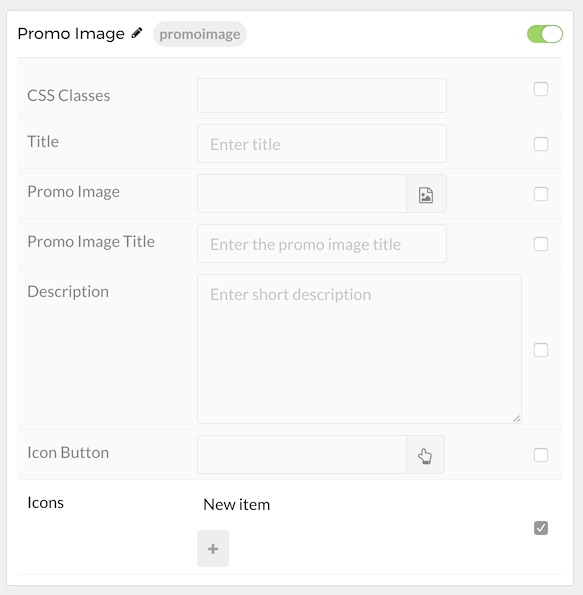 Promo Image promoimage
CSS Classes
Title Enter title
Promo Image
Promo Image Title Enter the promo image title
Description Enter short description
Icon Button
Icons New item
+